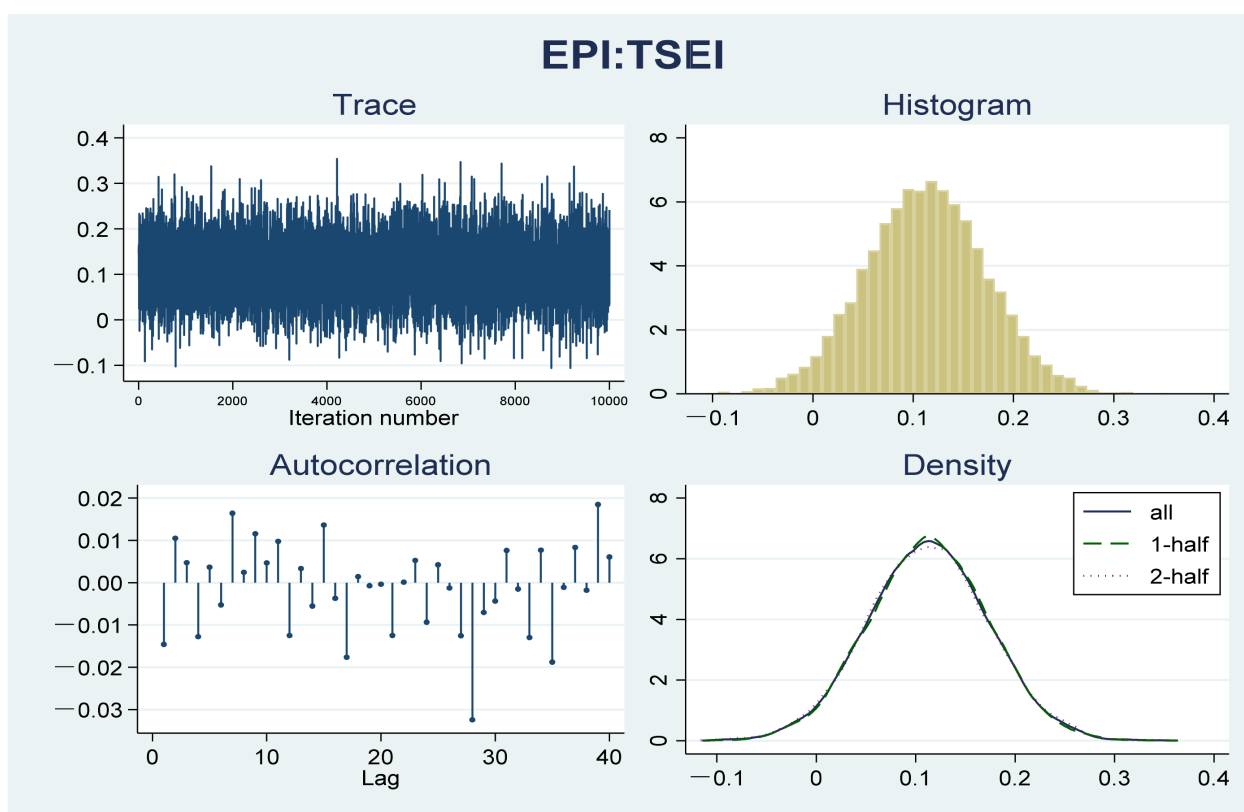 EPI:TSEI
Trace
0.4
0.3
0.2
0.1
0
−0.1
0 2000 4000 6000 8000 10000
Iteration number
Histogram
8
6
4
2
0
−0.1 0 0.1 0.2 0.3 0.4
Autocorrelation
0.02
0.01
0.00
−0.01
−0.02
−0.03
0 10 20 30 40
Lag
Density
8
6
4
2
0
all
1-half
2-half
−0.1 0 0.1 0.2 0.3 0.4